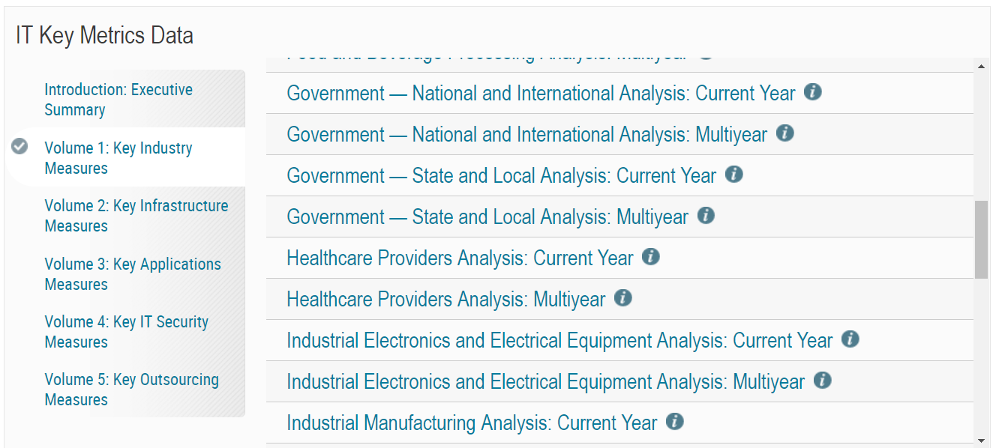 IT Key Metrics Data
Introduction: Executive
Summary
Volume 1: Key Industry
Measures
Volume 2: Key Infrastructure
Measures
Volume 3: Key Applications
Measures
Volume 4: Key IT Security
Measures
Volume 5: Key Outsourcing
Measures
Food and Beverage Processing Analysis: Multiyear
Government — National and International Analysis: Current Year
Government — National and International Analysis: Multiyear
Government — State and Local Analysis: Current Year
Government — State and Local Analysis: Multiyear
Healthcare Providers Analysis: Current Year
Healthcare Providers Analysis: Multiyear
Industrial Electronics and Electrical Equipment Analysis: Current Year
Industrial Electronics and Electrical Equipment Analysis: Multiyear
Industrial Manufacturing Analysis: Current Year